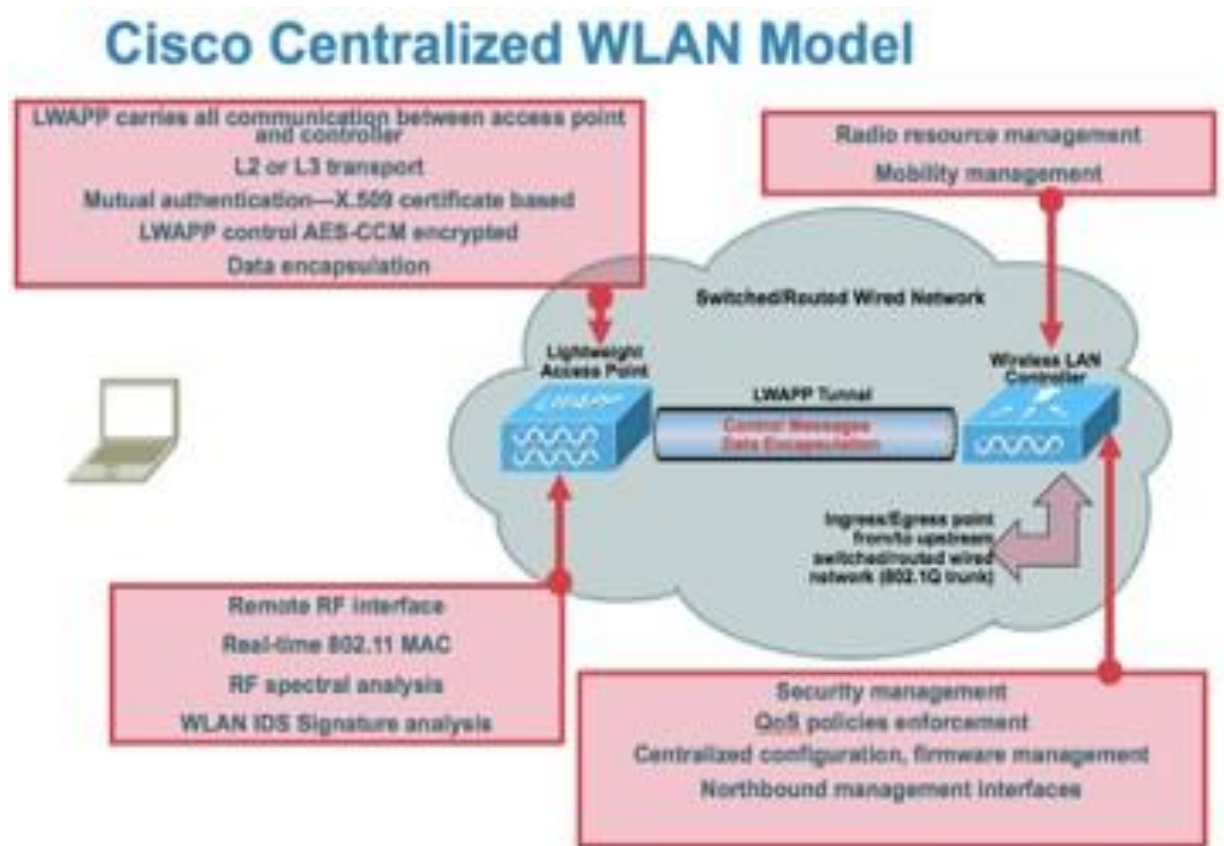 Cisco Centralized WLAN Model
LWAPP carries all communication between access point
and controller
L2 or L3 transport
Mutual authentication—X.509 certificate based
LWAPP control AES-CCM encrypted
Data encapsulation
Radio resource management
Mobility management
Switched/Routed Wired Network
Lightweight
Access Point
LWAPP
LWAPP Tunnel
Control Messages
Data Encapsulation
Wireless LAN
Controller
Ingress/Egress point
from/to upstream
switched/routed wired
network (802.1Q trunk)
Remote RF interface
Real-time 802.11 MAC
RF spectral analysis
WLAN IDS Signature analysis
Security management
QoS policies enforcement
Centralized configuration, firmware management
Northbound management interfaces